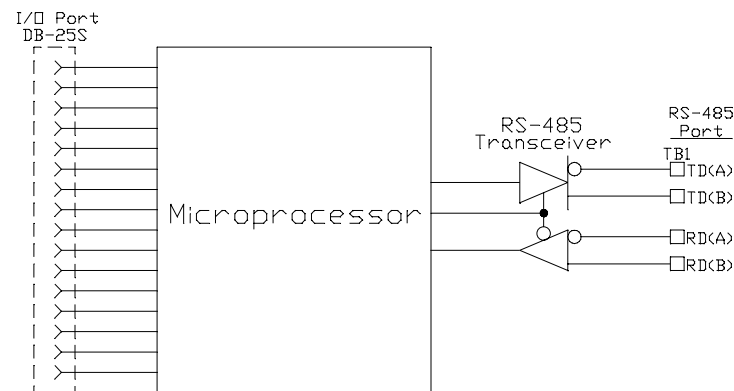 I/O Port
DB-25S
RS-485
Transceiver
RS-485
Port
TB1
TD(A)
TD(B)
Microprocessor
RD(A)
RD(B)